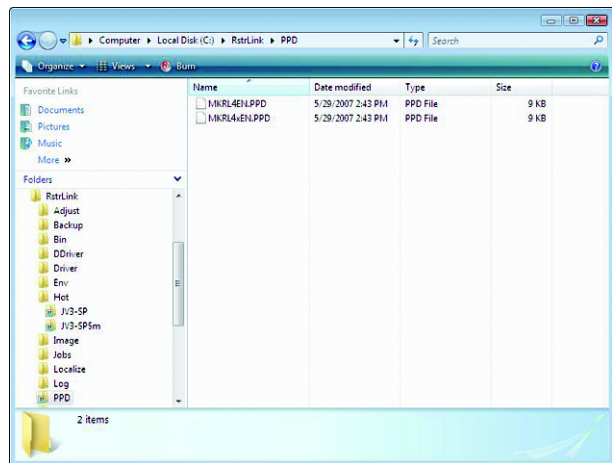 Computer Local Disk (C:) RstrLink PPD Search
Organize Views Burn
Favorite Links
Documents
Pictures
Music
More »
Folders
RstrLink
Adjust
Backup
Bin
DDriver
Driver
Env
Hot
JV3-SP
JV3-SPSm
Image
Jobs
Localize
Log
PPD
Name Date modified Type Size
MKRL4EN.PPD 5/29/2007 2:43 PM PPD File 9 KB
MKRL4xEN.PPD 5/29/2007 2:43 PM PPD File 9 KB
2 items